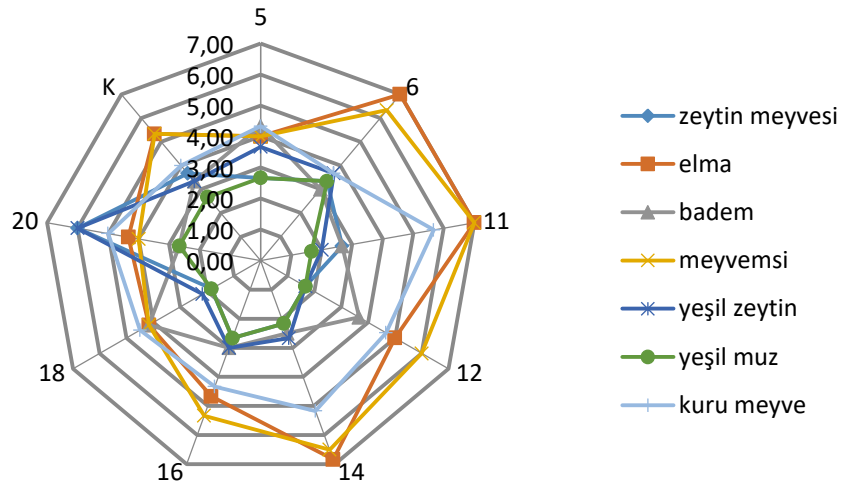 5
7,00
6,00
5,00
4,00
3,00
2,00
1,00
0,00
6
11
12
14
16
18
20
K
zeytin meyvesi
elma
badem
meyvemsi
yeşil zeytin
yeşil muz
kuru meyve